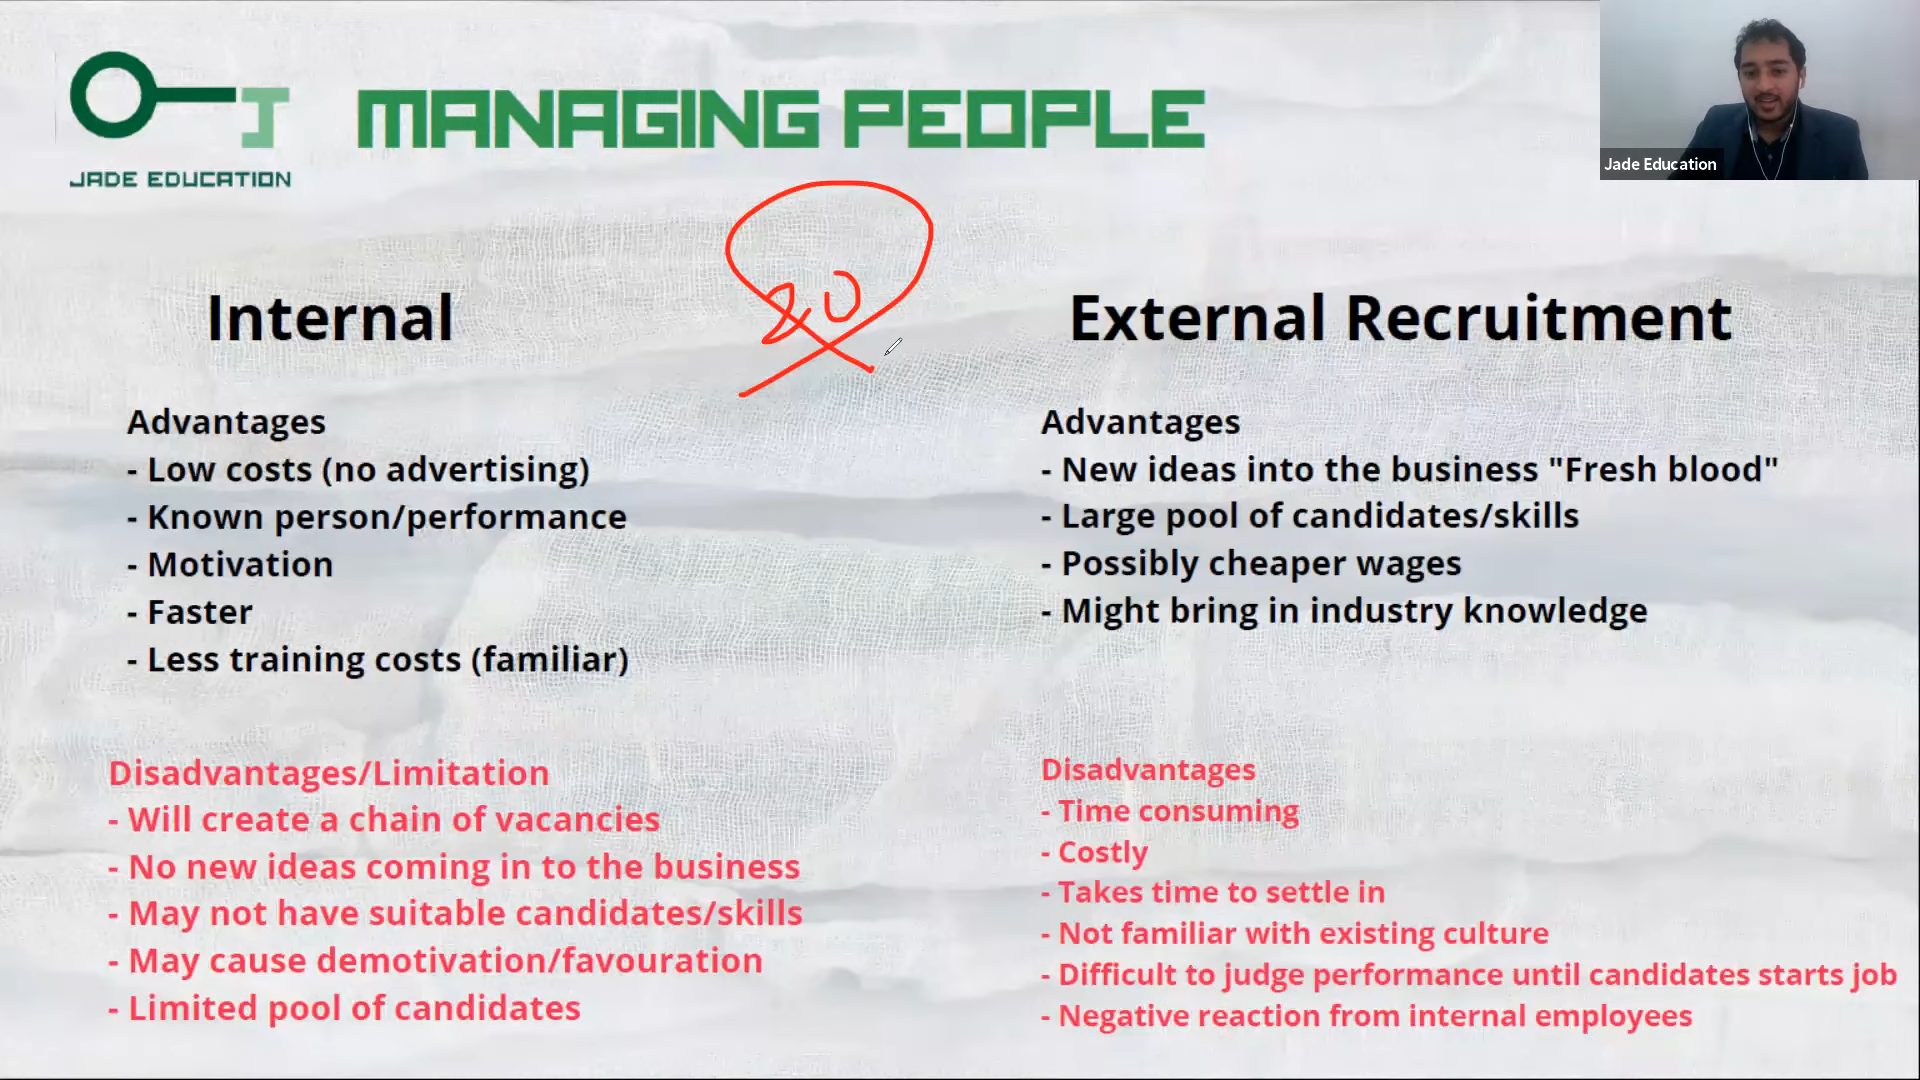 J
JADE EDUCATION
MANAGING PEOPLE
Jade Education
20
Internal
Advantages
- Low costs (no advertising)
- Known person/performance
- Motivation
- Faster
- Less training costs (familiar)
Disadvantages/Limitation
- Will create a chain of vacancies
- No new ideas coming in to the business
- May not have suitable candidates/skills
- May cause demotivation/favouration
- Limited pool of candidates
External Recruitment
Advantages
- New ideas into the business "Fresh blood"
- Large pool of candidates/skills
- Possibly cheaper wages
- Might bring in industry knowledge
Disadvantages
- Time consuming
- Costly
- Takes time to settle in
- Not familiar with existing culture
- Difficult to judge performance until candidates starts job
- Negative reaction from internal employees